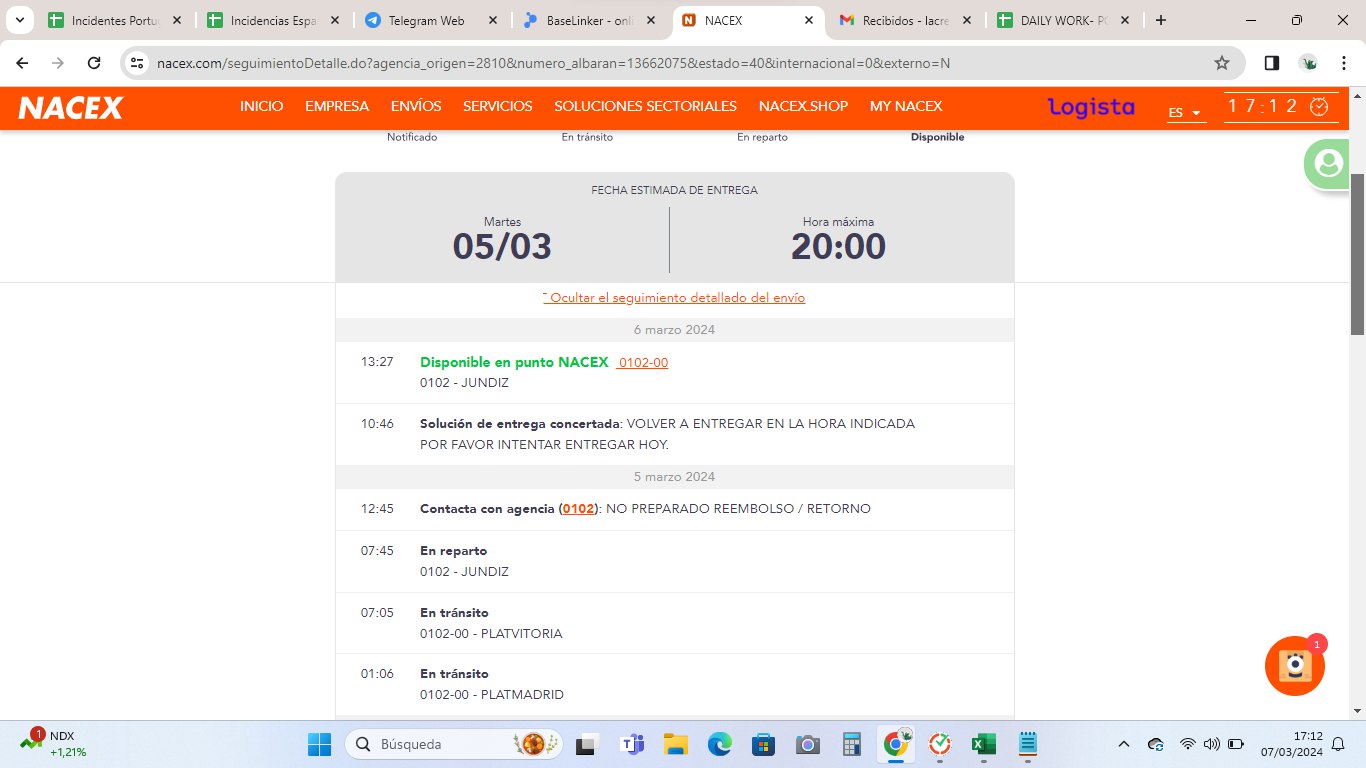 Incidentes Portu
Incidencias Espa
Telegram Web
BaseLinker - onli
NACEX
Recibidos - lacre
DAILY WORK- PO
nacex.com/seguimientoDetalle.do?agencia_origen=2810&numero_albaran=13662075&estado=40&internacional=0&externo=N
NACEX
INICIO EMPRESA ENVÍOS SERVICIOS SOLUCIONES SECTORIALES NACEX.SHOP MY NACEX
logista
ES
17:12
Notificado En tránsito En reparto Disponible
FECHA ESTIMADA DE ENTREGA
Martes
05/03
Hora máxima
20:00
Ocultar el seguimiento detallado del envío
6 marzo 2024
13:27 Disponible en punto NACEX 0102-00
0102 - JUNDIZ
10:46 Solución de entrega concertada: VOLVER A ENTREGAR EN LA HORA INDICADA
POR FAVOR INTENTAR ENTREGAR HOY.
5 marzo 2024
12:45 Contacta con agencia (0102): NO PREPARADO REEMBOLSO / RETORNO
07:45 En reparto
0102 - JUNDIZ
07:05 En tránsito
0102-00 - PLATVITORIA
01:06 En tránsito
0102-00 - PLATMADRID
1
1
NDX
+1,21%
Búsqueda
17:12
07/03/2024